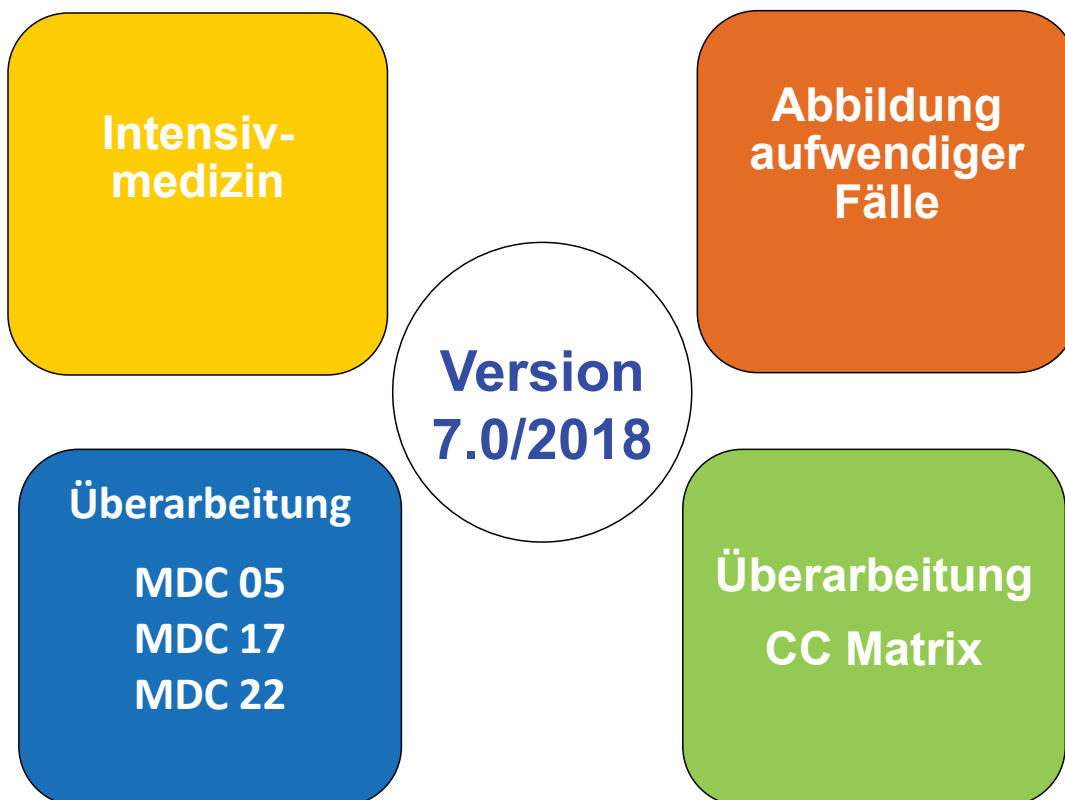 Intensiv-
medizin
Abbildung
aufwendiger
Fälle
Version
7.0/2018
Überarbeitung
MDC 05
MDC 17
MDC 22
Überarbeitung
CC Matrix